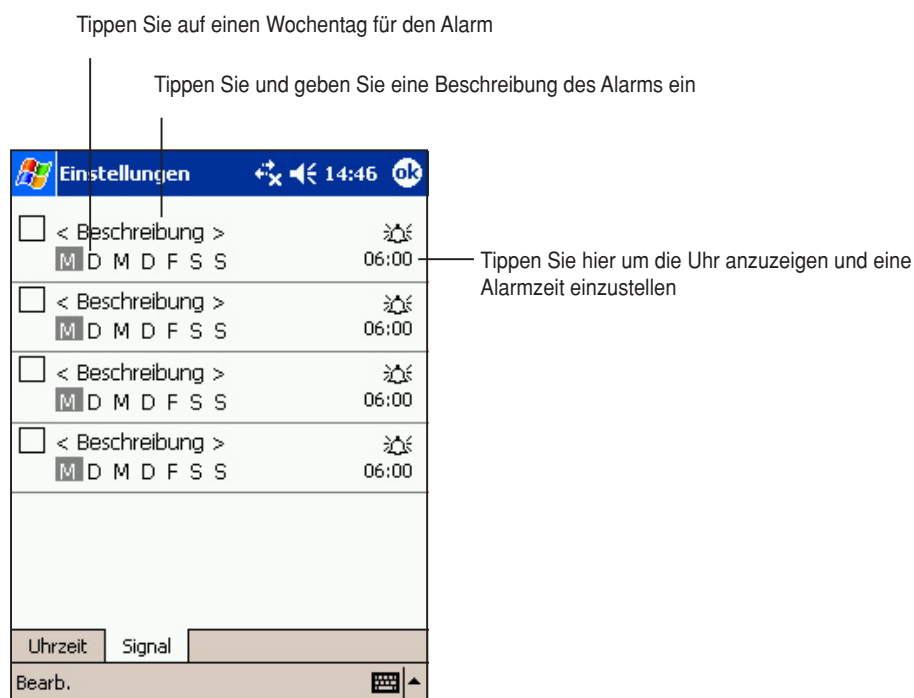 Tippen Sie auf einen Wochentag für den Alarm
Tippen Sie und geben Sie eine Beschreibung des Alarms ein
Einstellungen 14:46 ok
< Beschreibung >
M D M D F S S 06:00
Tippen Sie hier um die Uhr anzuzeigen und eine
Alarmzeit einzustellen
< Beschreibung >
M D M D F S S 06:00
< Beschreibung >
M D M D F S S 06:00
< Beschreibung >
M D M D F S S 06:00
Uhrzeit Signal
Bearb.